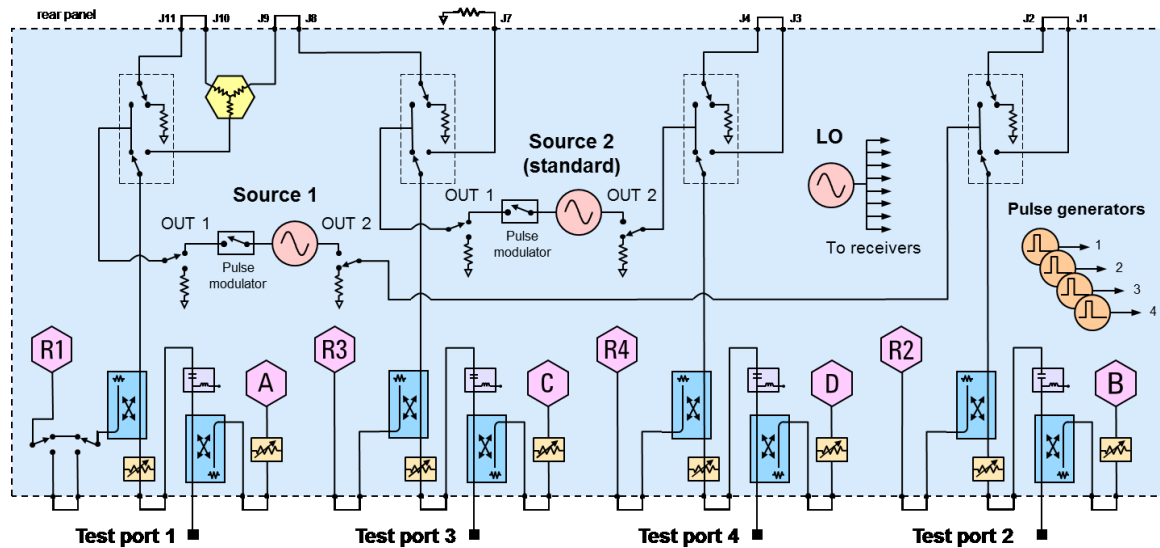 rear panel
J11 J10 J9 J8 J7 J4 J3 J2 J1
Source 2
(standard)
LO
Source 1
OUT 1
OUT 2
Pulse
modulator
OUT 1
OUT 2
Pulse
modulator
To receivers
Pulse generators
1
2
3
4
R1
A
R3
C
R4
D
R2
B
Test port 1
Test port 3
Test port 4
Test port 2